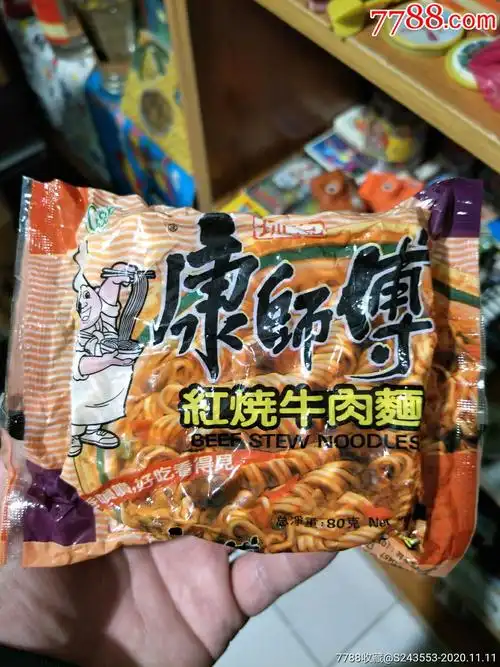 7788.com
康師傅
®
紅燒牛肉麵
BEEF STEW NOODLES
好吃看得見
總淨重:80克 Net
7788收藏@S243553-2020.11.11